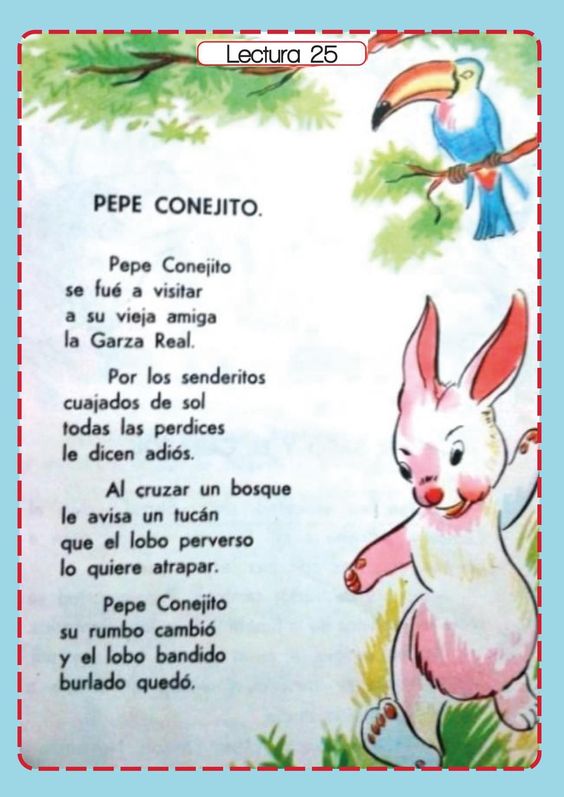 Lectura 25
PEPE CONEJITO.
Pepe Conejito
se fué a visitar
a su vieja amiga
la Garza Real.
Por los senderitos
cuajados de sol
todas las perdices
le dicen adiós.
Al cruzar un bosque
le avisa un tucán
que el lobo perverso
lo quiere atrapar.
Pepe Conejito
su rumbo cambió
y el lobo bandido
burlado quedó.